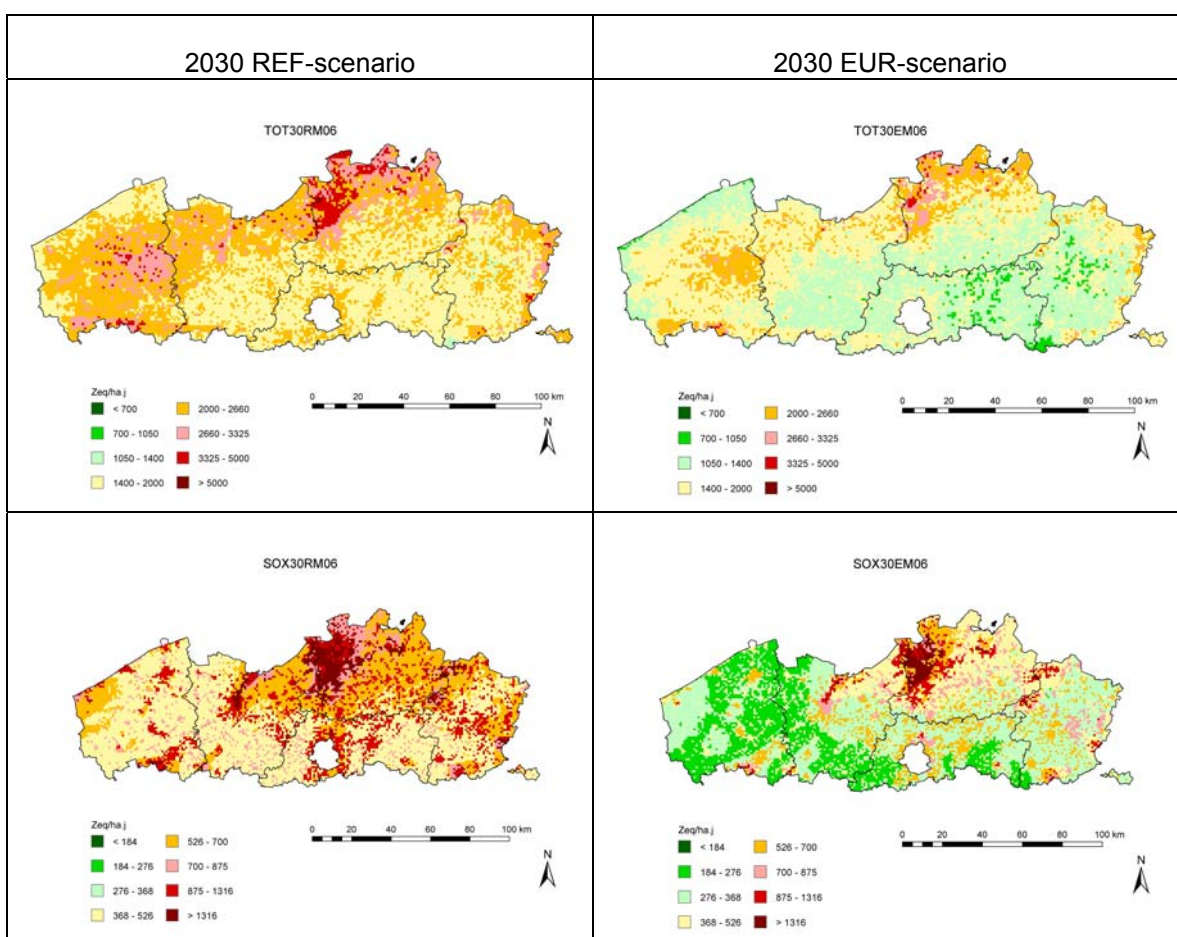 2030 REF-scenario
2030 EUR-scenario
TOT30RM06
Zeq/ha.j
< 700
700 - 1050
1050 - 1400
1400 - 2000
2000 - 2660
2660 - 3325
3325 - 5000
> 5000
0 20 40 60 80 100 km
N
TOT30EM06
Zeq/ha.j
< 700
700 - 1050
1050 - 1400
1400 - 2000
2000 - 2660
2660 - 3325
3325 - 5000
> 5000
0 20 40 60 80 100 km
N
SOX30RM06
Zeq/ha.j
< 184
184 - 276
276 - 368
368 - 526
526 - 700
700 - 875
875 - 1316
> 1316
0 20 40 60 80 100 km
N
SOX30EM06
Zeq/ha.j
< 184
184 - 276
276 - 368
368 - 526
526 - 700
700 - 875
875 - 1316
> 1316
0 20 40 60 80 100 km
N